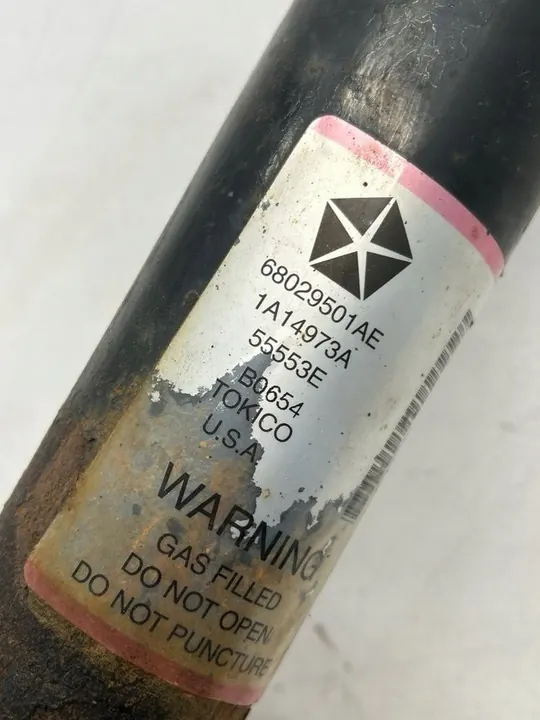 68029501AE
1A14973A
55553E
B0654
TOKICO
U.S.A.
WARNING
GAS FILLED
DO NOT OPEN
DO NOT PUNCTURE